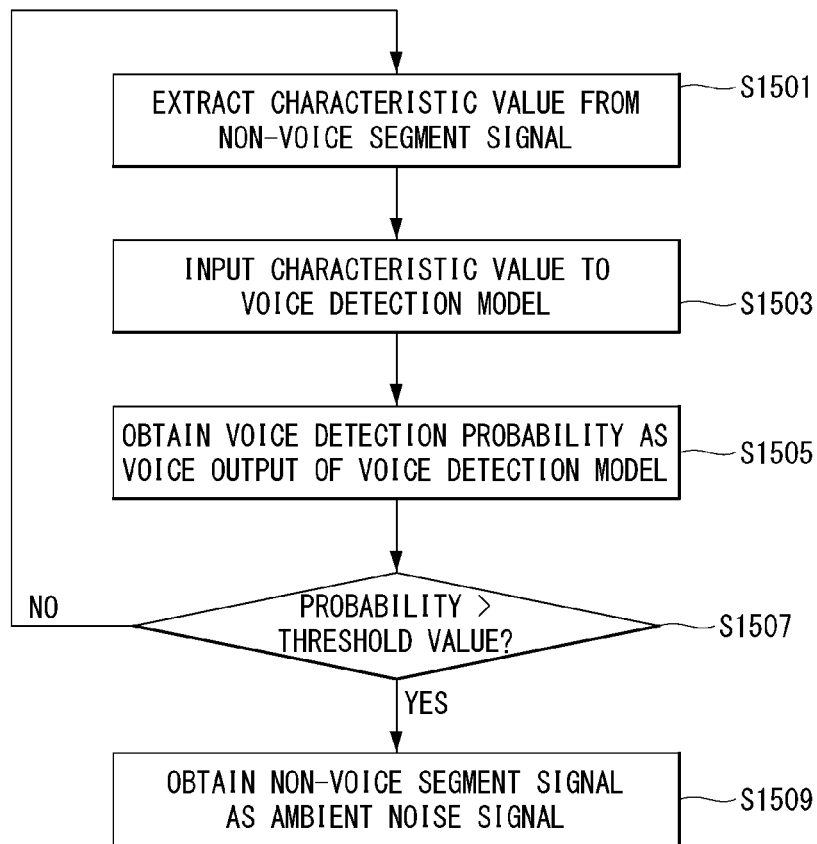 EXTRACT CHARACTERISTIC VALUE FROM
NON-VOICE SEGMENT SIGNAL
S1501
INPUT CHARACTERISTIC VALUE TO
VOICE DETECTION MODEL
S1503
OBTAIN VOICE DETECTION PROBABILITY AS
VOICE OUTPUT OF VOICE DETECTION MODEL
S1505
NO
PROBABILITY >
THRESHOLD VALUE?
S1507
YES
OBTAIN NON-VOICE SEGMENT SIGNAL
AS AMBIENT NOISE SIGNAL
S1509